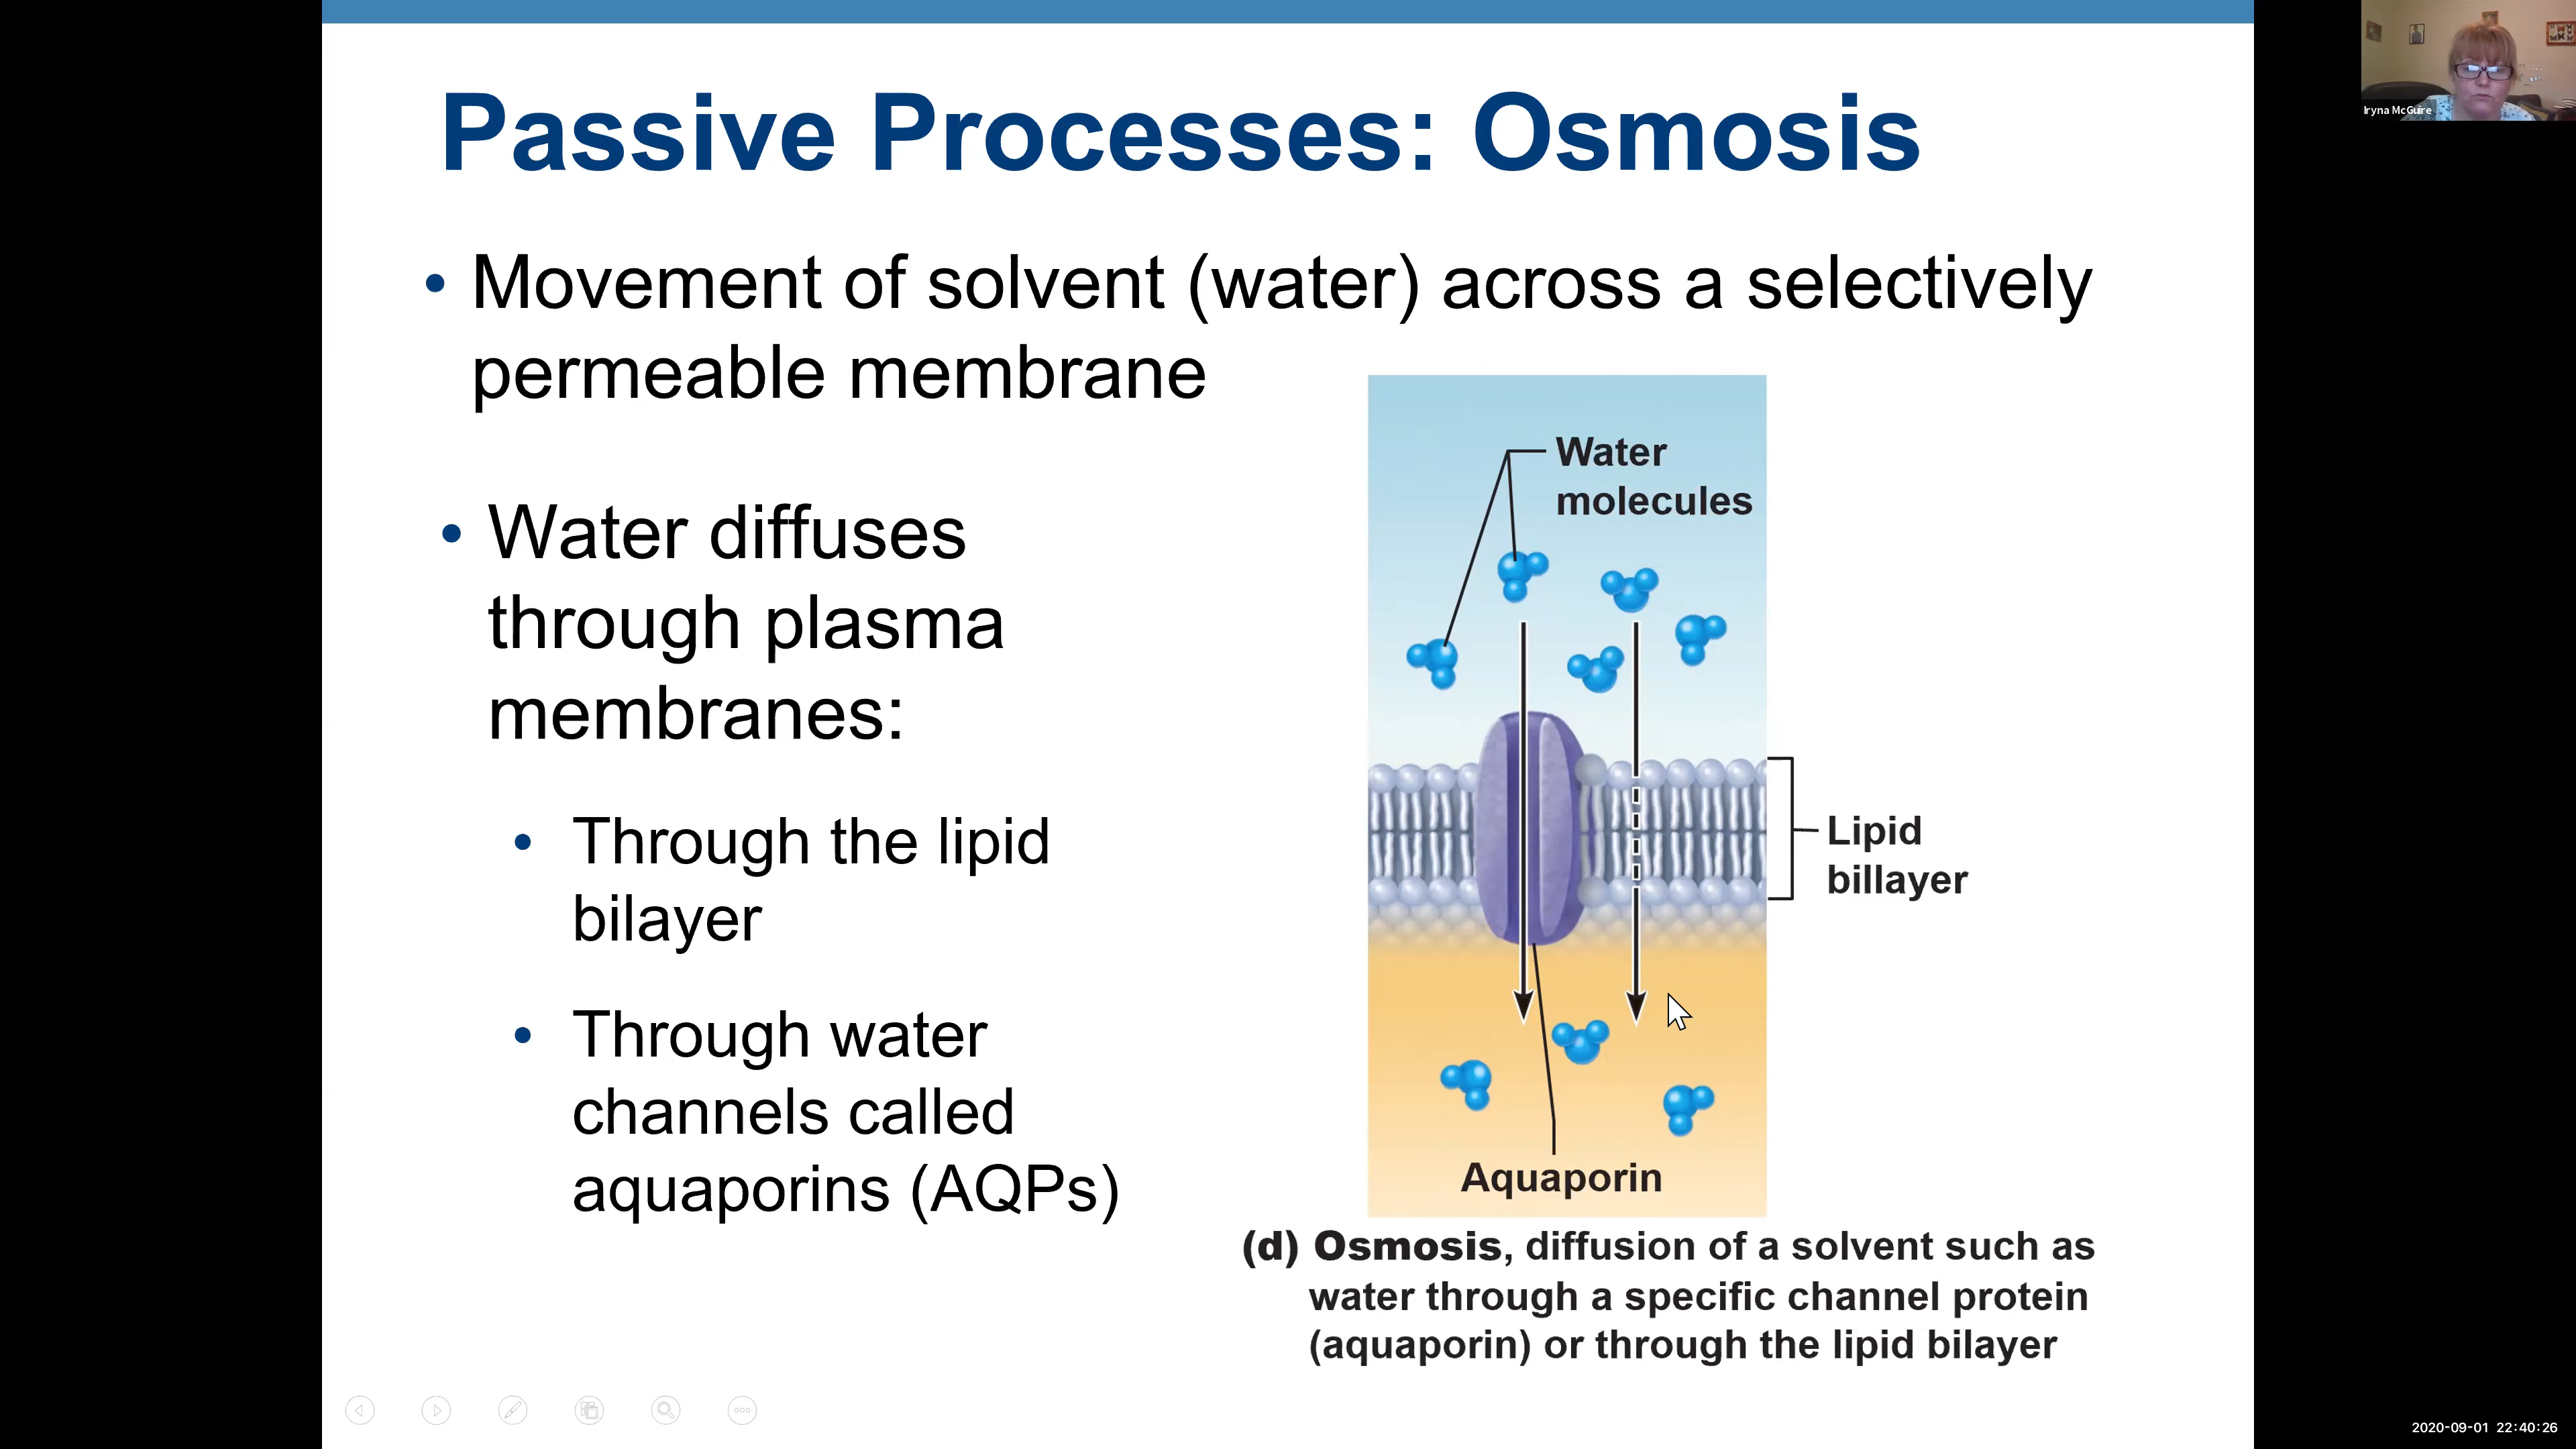 Passive Processes: Osmosis
• Movement of solvent (water) across a selectively
permeable membrane
• Water diffuses
through plasma
membranes:
• Through the lipid
bilayer
• Through water
channels called
aquaporins (AQPs)
Water
molecules
Lipid
billayer
Aquaporin
(d) Osmosis, diffusion of a solvent such as
water through a specific channel protein
(aquaporin) or through the lipid bilayer
Iryna McGuire
2020-09-01 22:40:26